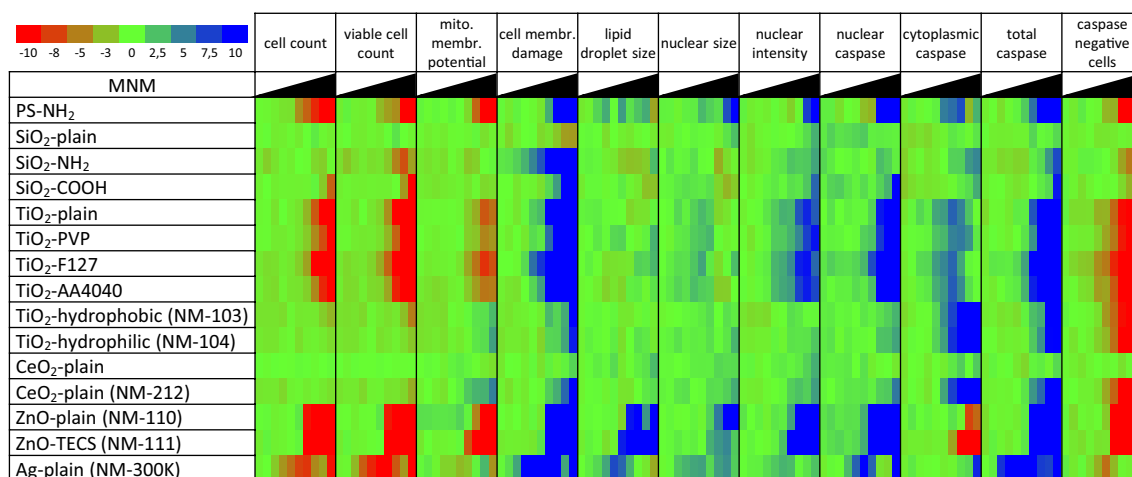 -10 -8 -5 -3 0 2,5 5 7,5 10
cell count
viable cell
count
mito.
membr.
potential
cell membr.
damage
lipid
droplet size
nuclear size
nuclear
intensity
nuclear
caspase
cytoplasmic
caspase
total
caspase
caspase
negative
cells
MNM
PS-NH₂
SiO₂-plain
SiO₂-NH₂
SiO₂-COOH
TiO₂-plain
TiO₂-PVP
TiO₂-F127
TiO₂-AA4040
TiO₂-hydrophobic (NM-103)
TiO₂-hydrophilic (NM-104)
CeO₂-plain
CeO₂-plain (NM-212)
ZnO-plain (NM-110)
ZnO-TECS (NM-111)
Ag-plain (NM-300K)